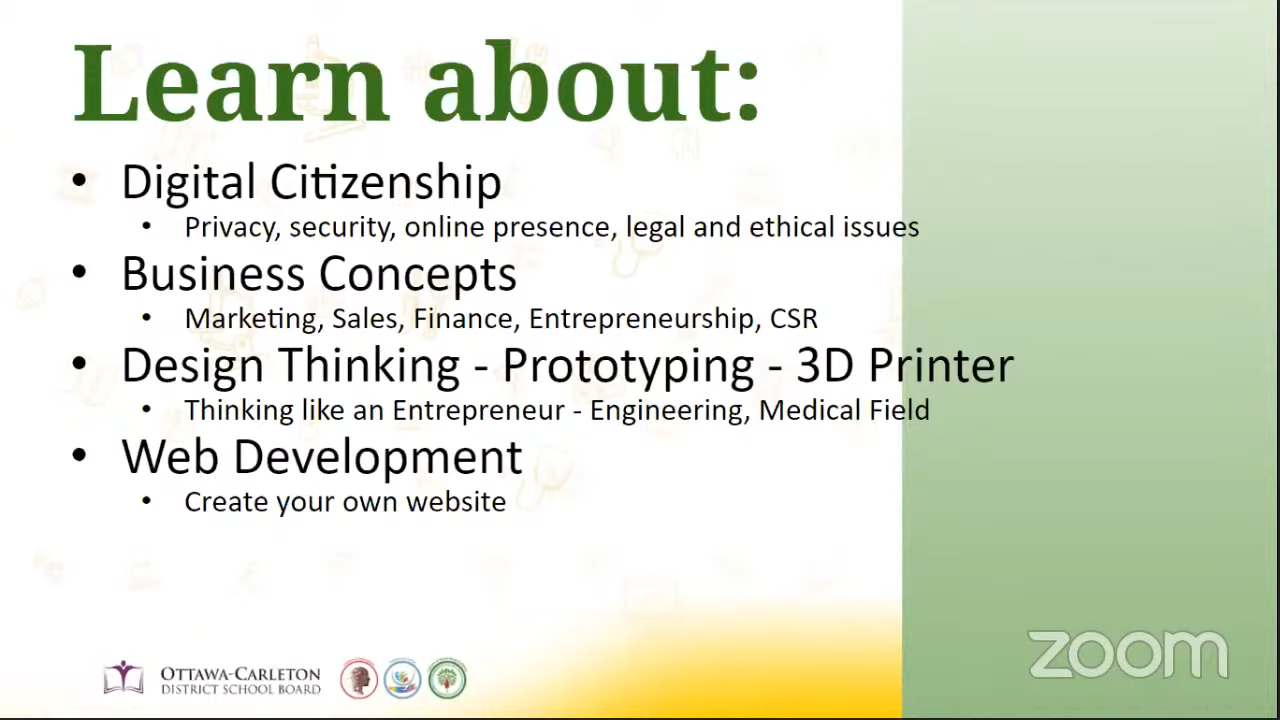 Learn about:
• Digital Citizenship
• Privacy, security, online presence, legal and ethical issues
• Business Concepts
• Marketing, Sales, Finance, Entrepreneurship, CSR
• Design Thinking - Prototyping - 3D Printer
• Thinking like an Entrepreneur - Engineering, Medical Field
• Web Development
• Create your own website
OTTAWA-CARLETON
DISTRICT SCHOOL BOARD
zoom